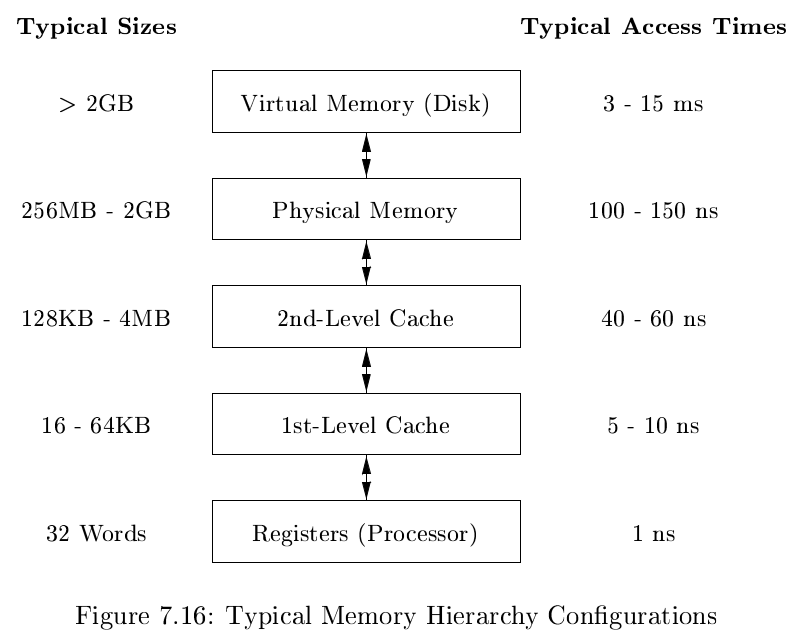 Typical Sizes Typical Access Times
> 2GB Virtual Memory (Disk) 3 - 15 ms
256MB - 2GB Physical Memory 100 - 150 ns
128KB - 4MB 2nd-Level Cache 40 - 60 ns
16 - 64KB 1st-Level Cache 5 - 10 ns
32 Words Registers (Processor) 1 ns
Figure 7.16: Typical Memory Hierarchy Configurations